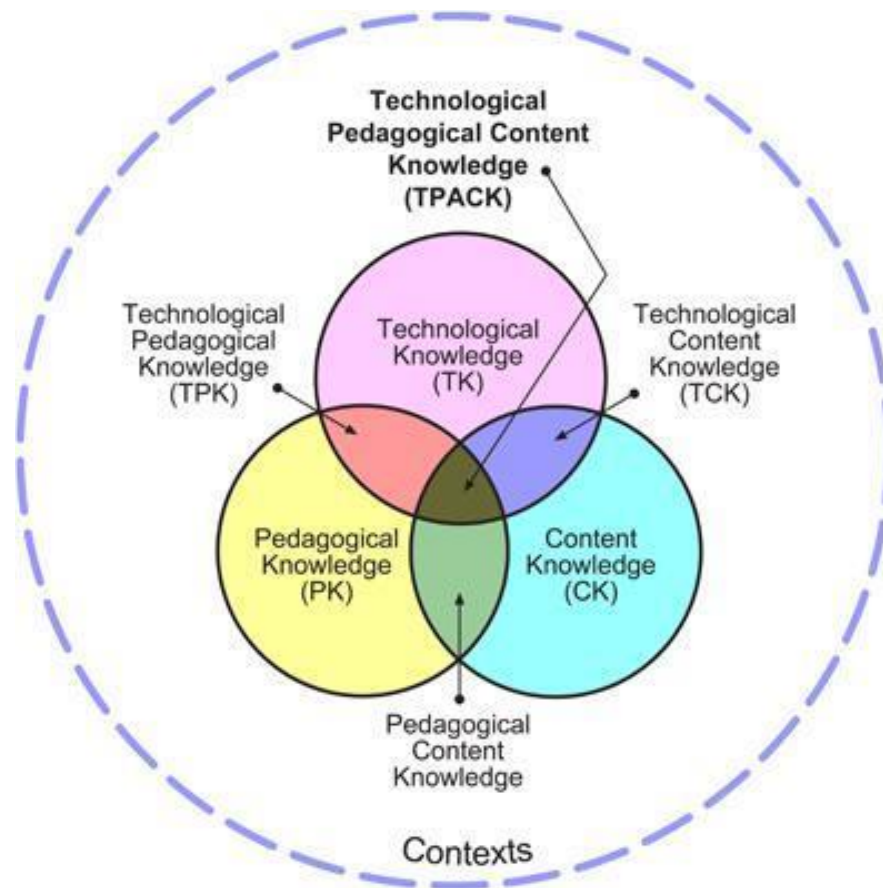 Technological
Pedagogical Content
Knowledge
(TPACK)
Technological
Pedagogical
Knowledge
(TPK)
Technological
Knowledge
(TK)
Technological
Content
Knowledge
(TCK)
Pedagogical
Knowledge
(PK)
Content
Knowledge
(CK)
Pedagogical
Content
Knowledge
Contexts